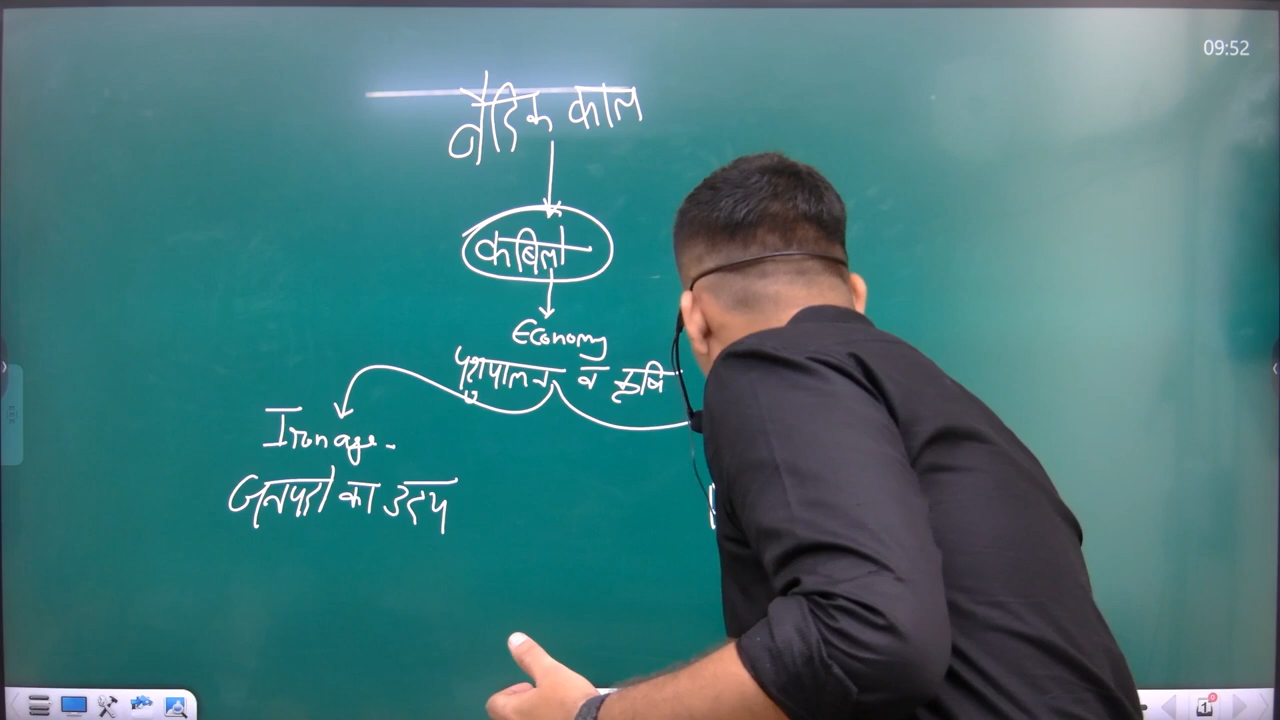 09:52
वैदिक काल
कबिलो
Economy
पशुपालन व कृषि
Iron age -
जनपदो का उदय